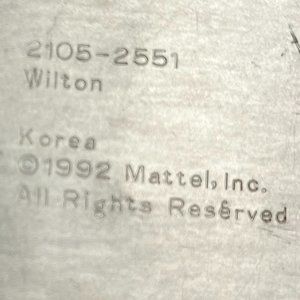 2105-2551
Wilton
Korea
©1992 Mattel, Inc.
All Rights Reserved